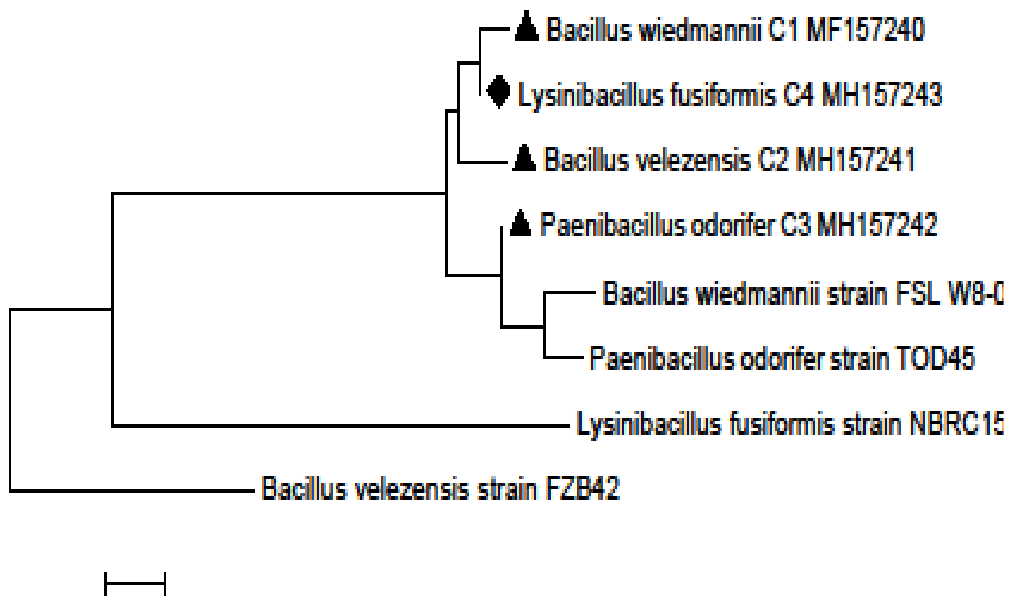 Bacillus wiedmannii C1 MF157240
Lysinibacillus fusiformis C4 MH157243
Bacillus velezensis C2 MH157241
Paenibacillus odorifer C3 MH157242
Bacillus wiedmannii strain FSL W8-0
Paenibacillus odorifer strain TOD45
Lysinibacillus fusiformis strain NBRC15
Bacillus velezensis strain FZB42